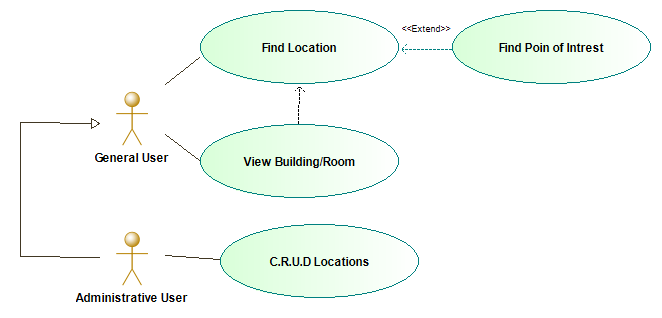 <<Extend>>
Find Location
Find Poin of Intrest
General User
View Building/Room
C.R.U.D Locations
Administrative User